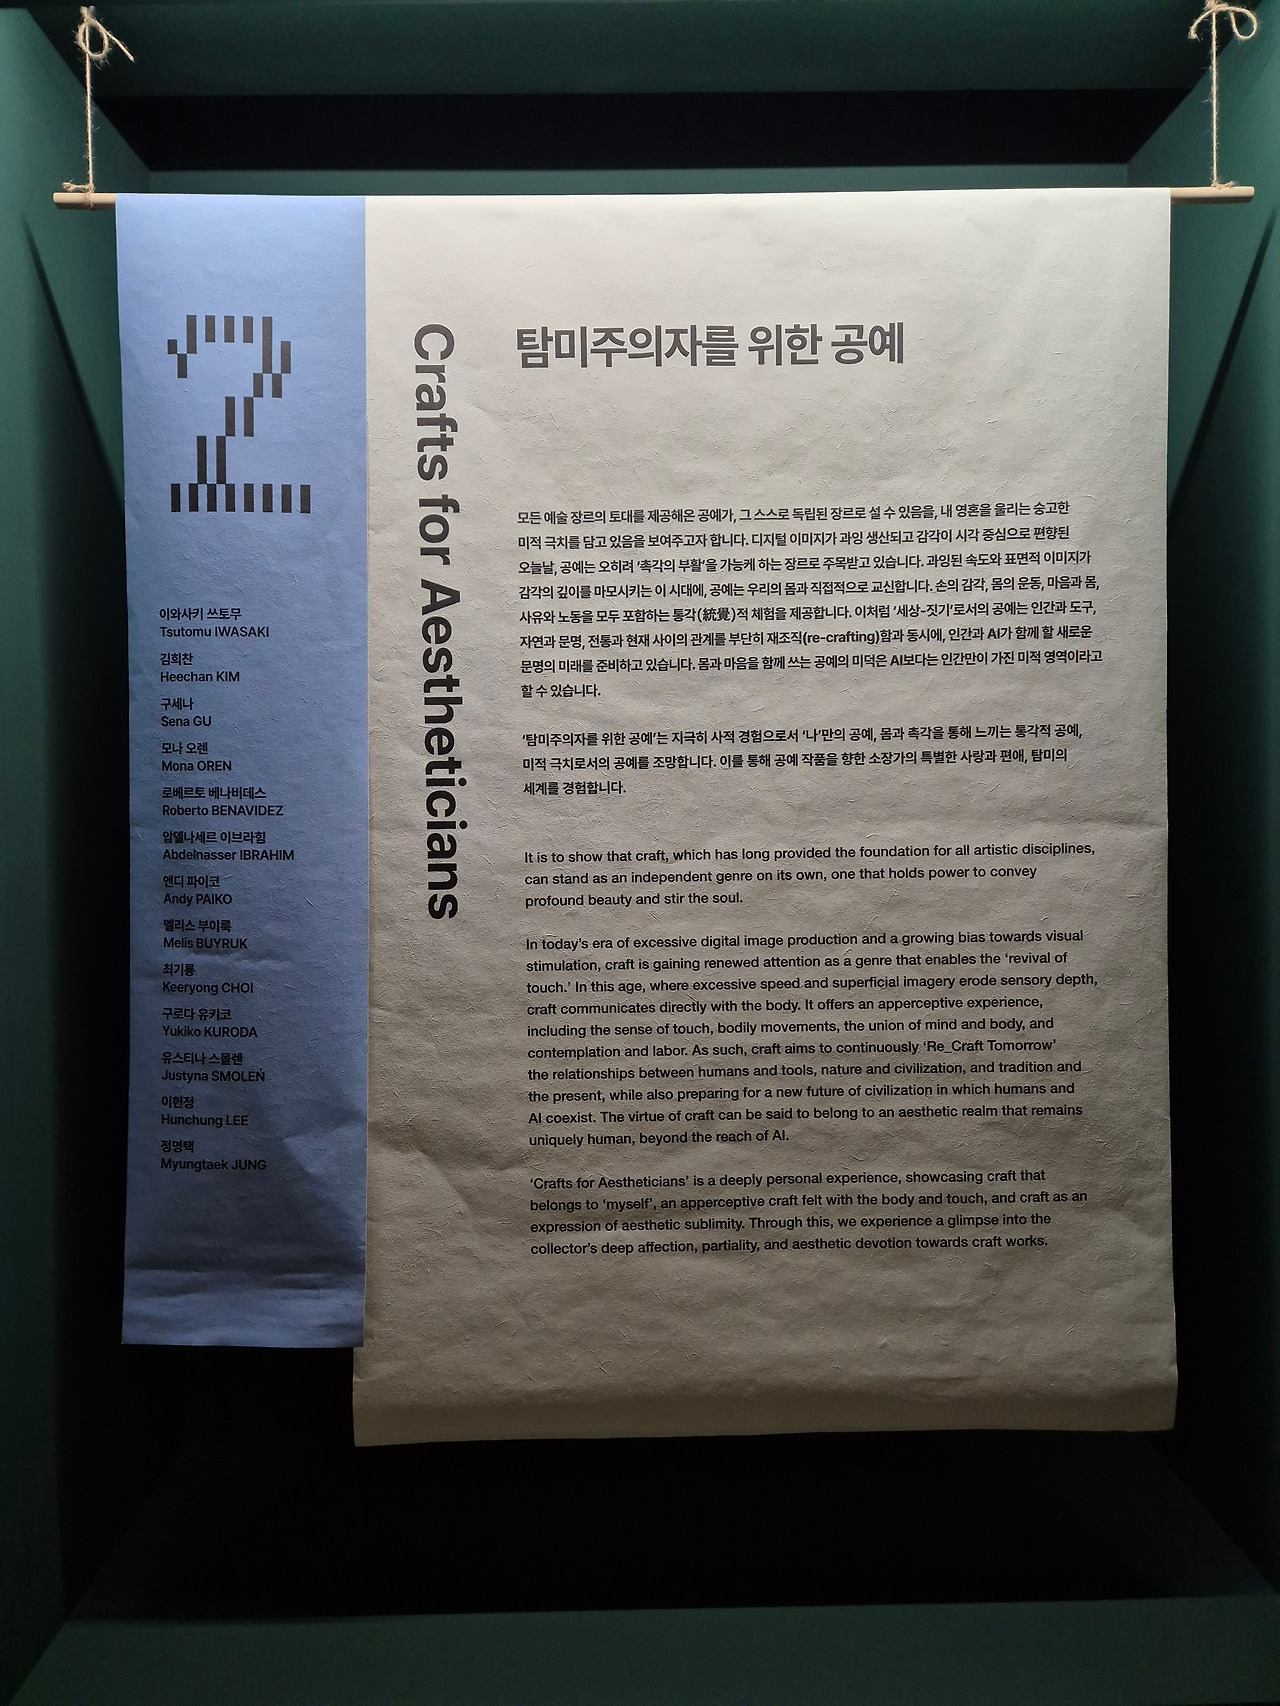 2
이와사키 쓰토무
Tsutomu IWASAKI
김희찬
Heechan KIM
구세나
Sena GU
모나 오렌
Mona OREN
로베르토 베나비데스
Roberto BENAVIDEZ
압델나세르 이브라힘
Abdelnasser IBRAHIM
앤디 파이코
Andy PAIKO
멜리스 부이룩
Melis BUYRUK
최기룡
Keeryong CHOI
구로다 유키코
Yukiko KURODA
유스티나 스몰렌
Justyna SMOLEŃ
이헌정
Hunchung LEE
정명택
Myungtaek JUNG
Crafts for Aestheticians
탐미주의자를 위한 공예
모든 예술 장르의 토대를 제공해온 공예가, 그 스스로 독립된 장르로 설 수 있음을, 내 영혼을 울리는 숭고한
미적 극치를 담고 있음을 보여주고자 합니다. 디지털 이미지가 과잉 생산되고 감각이 시각 중심으로 편향된
오늘날, 공예는 오히려 ‘촉각의 부활’을 가능케 하는 장르로 주목받고 있습니다. 과잉된 속도와 표면적 이미지가
감각의 깊이를 마모시키는 이 시대에, 공예는 우리의 몸과 직접적으로 교신합니다. 손의 감각, 몸의 운동, 마음과 몸,
사유와 노동을 모두 포함하는 통각(統覺)적 체험을 제공합니다. 이처럼 ‘세상-짓기’로서의 공예는 인간과 도구,
자연과 문명, 전통과 현재 사이의 관계를 부단히 재조직(re-crafting)함과 동시에, 인간과 AI가 함께 할 새로운
문명의 미래를 준비하고 있습니다. 몸과 마음을 함께 쓰는 공예의 미덕은 AI보다는 인간만이 가진 미적 영역이라고
할 수 있습니다.
‘탐미주의자를 위한 공예’는 지극히 사적 경험으로서 ‘나’만의 공예, 몸과 촉각을 통해 느끼는 통각적 공예,
미적 극치로서의 공예를 조망합니다. 이를 통해 공예 작품을 향한 소장가의 특별한 사랑과 편애, 탐미의
세계를 경험합니다.
It is to show that craft, which has long provided the foundation for all artistic disciplines,
can stand as an independent genre on its own, one that holds power to convey
profound beauty and stir the soul.
In today’s era of excessive digital image production and a growing bias towards visual
stimulation, craft is gaining renewed attention as a genre that enables the ‘revival of
touch.’ In this age, where excessive speed and superficial imagery erode sensory depth,
craft communicates directly with the body. It offers an apperceptive experience,
including the sense of touch, bodily movements, the union of mind and body, and
contemplation and labor. As such, craft aims to continuously ‘Re_Craft Tomorrow’
the relationships between humans and tools, nature and civilization, and tradition and
the present, while also preparing for a new future of civilization in which humans and
AI coexist. The virtue of craft can be said to belong to an aesthetic realm that remains
uniquely human, beyond the reach of AI.
‘Crafts for Aestheticians’ is a deeply personal experience, showcasing craft that
belongs to ‘myself’, an apperceptive craft felt with the body and touch, and craft as an
expression of aesthetic sublimity. Through this, we experience a glimpse into the
collector’s deep affection, partiality, and aesthetic devotion towards craft works.